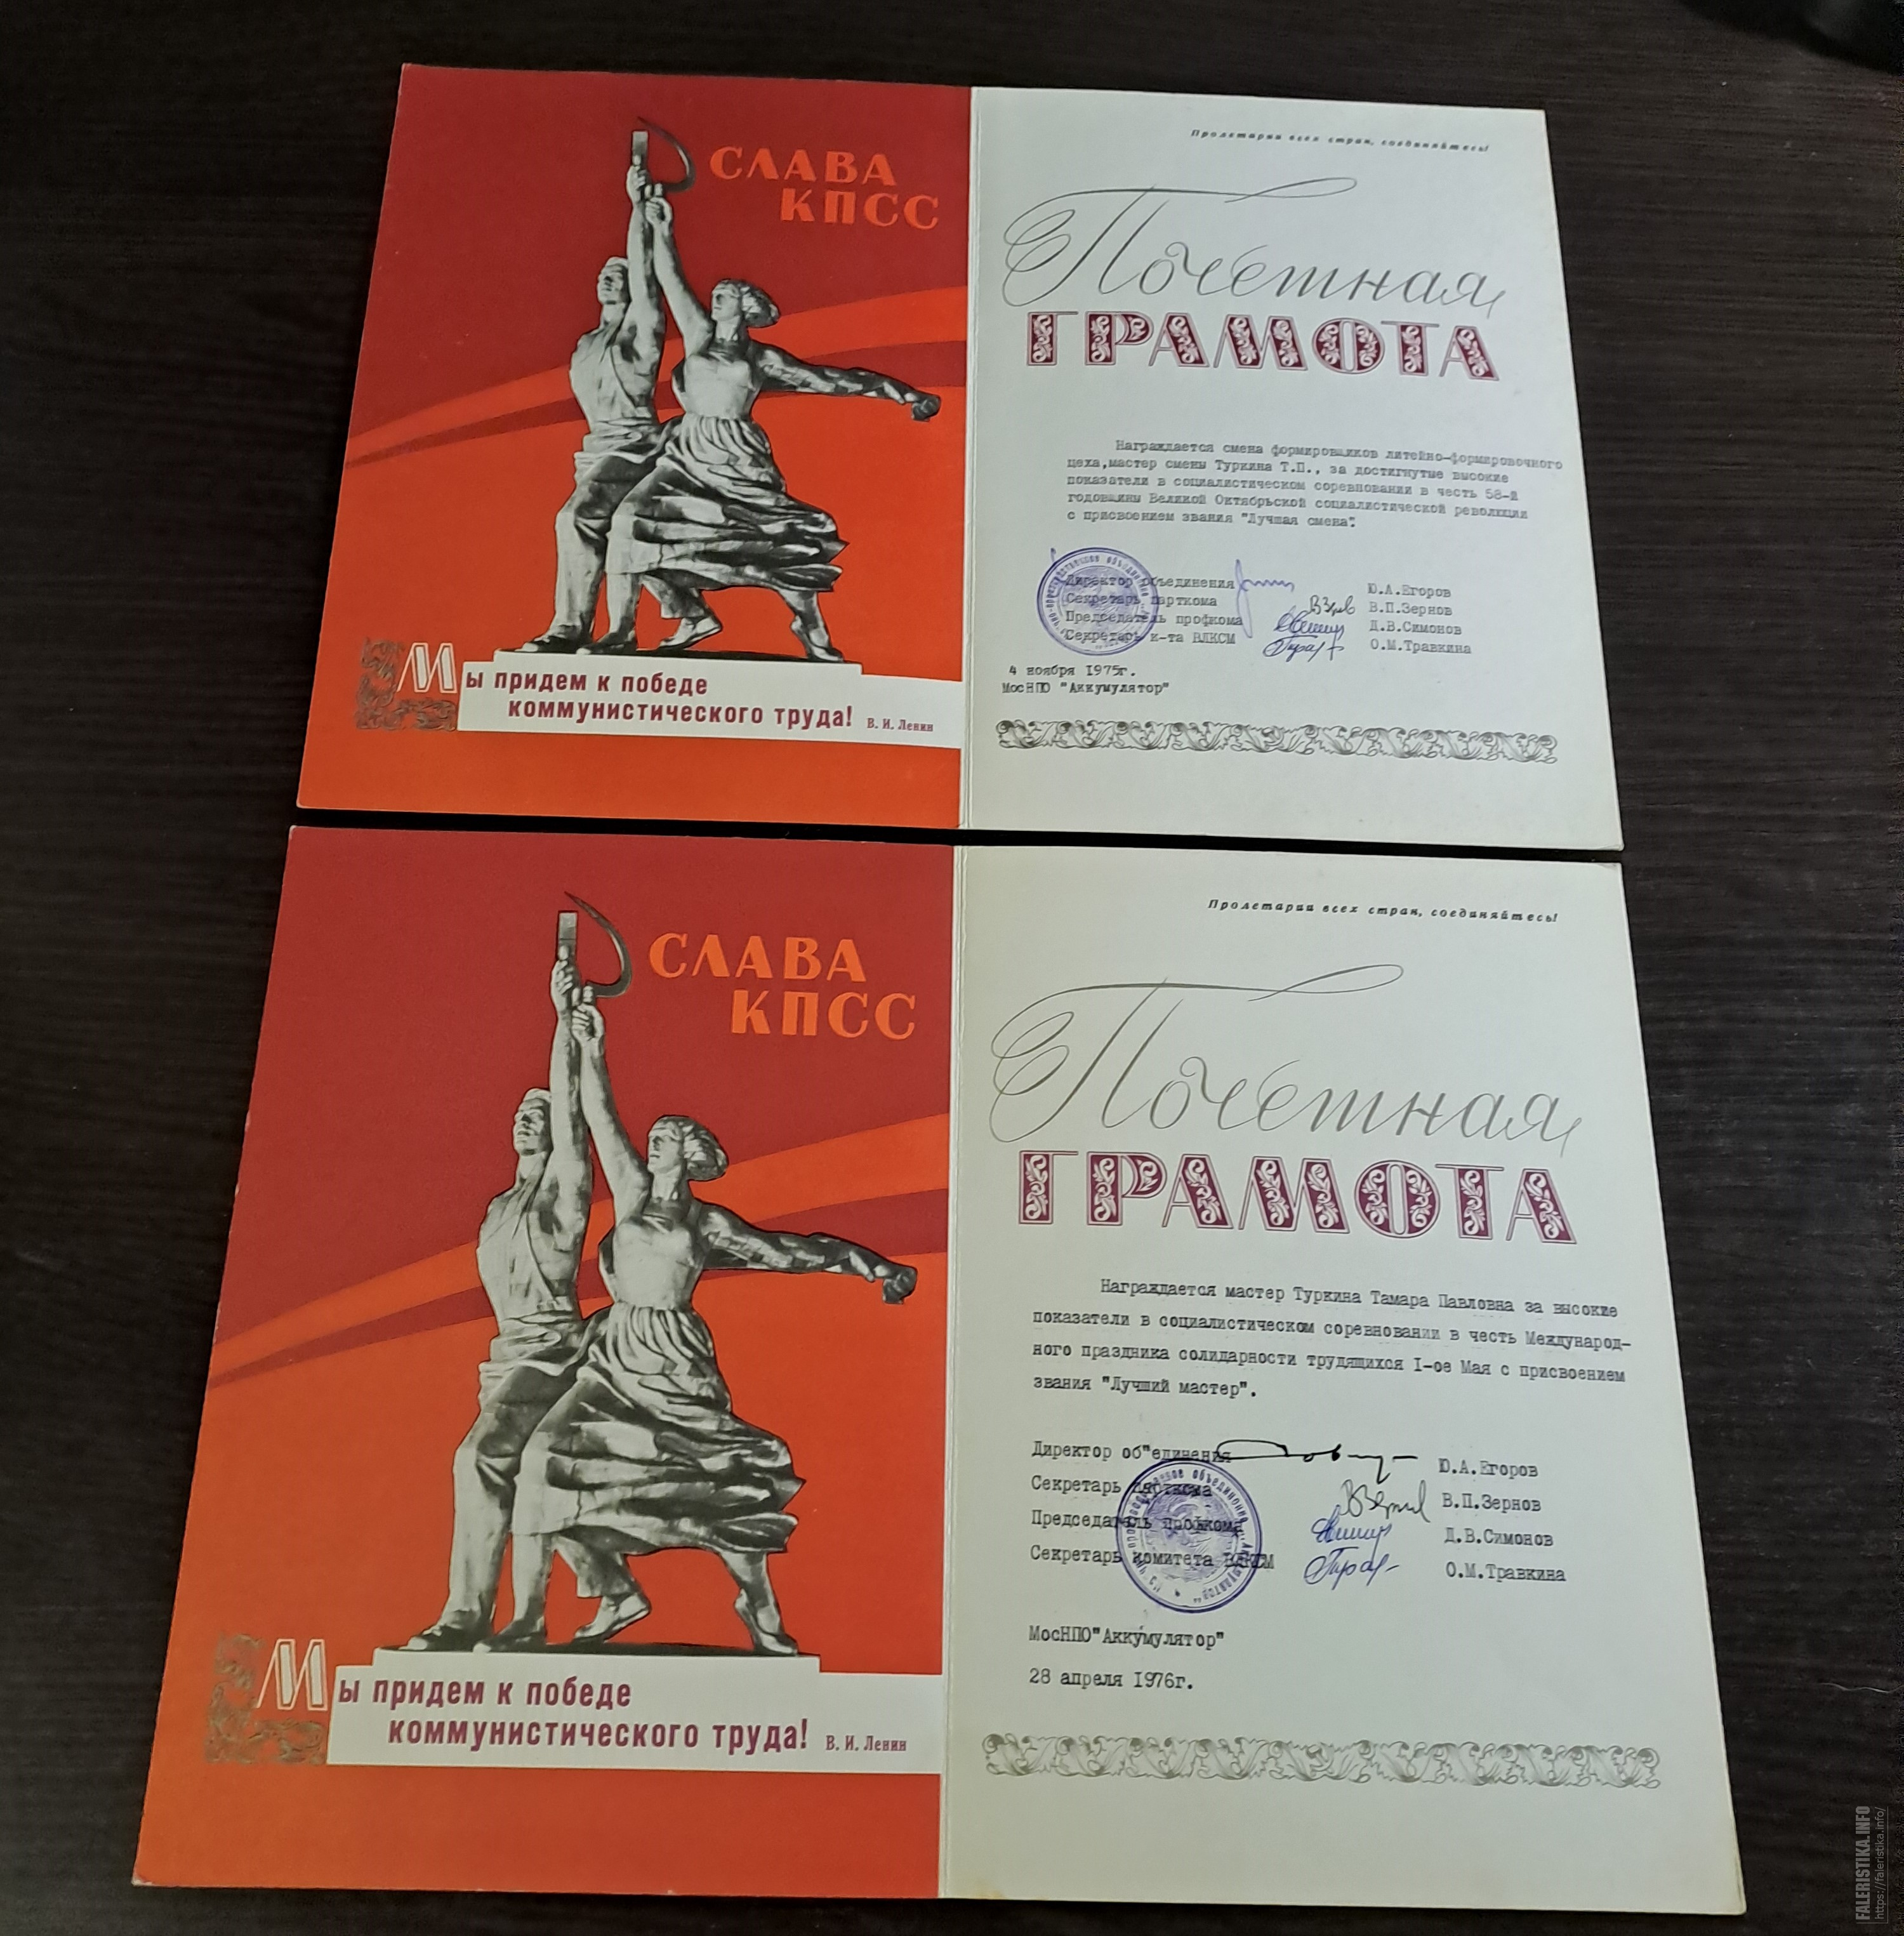 СЛАВА
КПСС
Мы придем к победе
коммунистического труда! В. И. Ленин
Пролетарии всех стран, соединяйтесь!
Почетная
ГРАМОТА
Награждается смена формировщиков литейно-формировочного
цеха, мастер смены Туркина Т.П., за достигнутые высокие
показатели в социалистическом соревновании в честь 58-й
годовщины Великой Октябрьской социалистической революции
с присвоением звания "Лучшая смена".
Директор объединения Ю.А.Егоров
Секретарь парткома В.П.Зернов
Председатель профкома Д.В.Симонов
Секретарь к-та ВЛКСМ О.М.Травкина
4 ноября 1975г.
МосНПО "Аккумулятор"
СЛАВА
КПСС
Мы придем к победе
коммунистического труда! В. И. Ленин
Пролетарии всех стран, соединяйтесь!
Почетная
ГРАМОТА
Награждается мастер Туркина Тамара Павловна за высокие
показатели в социалистическом соревновании в честь Международ-
ного праздника солидарности трудящихся I-ое Мая с присвоением
звания "Лучший мастер".
Директор об"единения Ю.А.Егоров
Секретарь парткома В.П.Зернов
Председатель профкома Д.В.Симонов
Секретарь комитета ВЛКСМ О.М.Травкина
МосНПО"Аккумулятор"
28 апреля 1976г.
FALERISTIKA.INFO
https://faleristika.info/